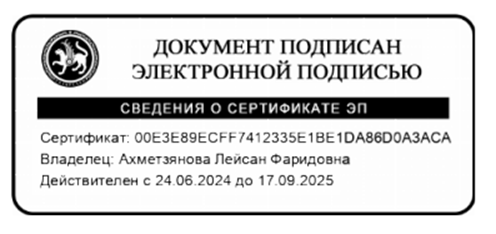 ДОКУМЕНТ ПОДПИСАН
ЭЛЕКТРОННОЙ ПОДПИСЬЮ
СВЕДЕНИЯ О СЕРТИФИКАТЕ ЭП
Сертификат: 00E3E89ECFF7412335E1BE1DA86D0A3ACA
Владелец: Ахметзянова Лейсан Фаридовна
Действителен с 24.06.2024 до 17.09.2025